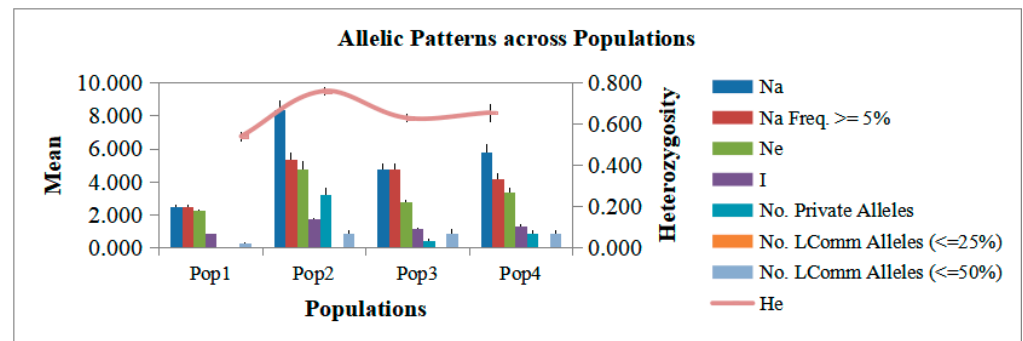 Allelic Patterns across Populations
Mean
10.000
8.000
6.000
4.000
2.000
0.000
0.800
0.600
0.400
0.200
0.000
Heterozygosity
Pop1 Pop2 Pop3 Pop4
Populations
Na
Na Freq. >= 5%
Ne
I
No. Private Alleles
No. LComm Alleles (<=25%)
No. LComm Alleles (<=50%)
He